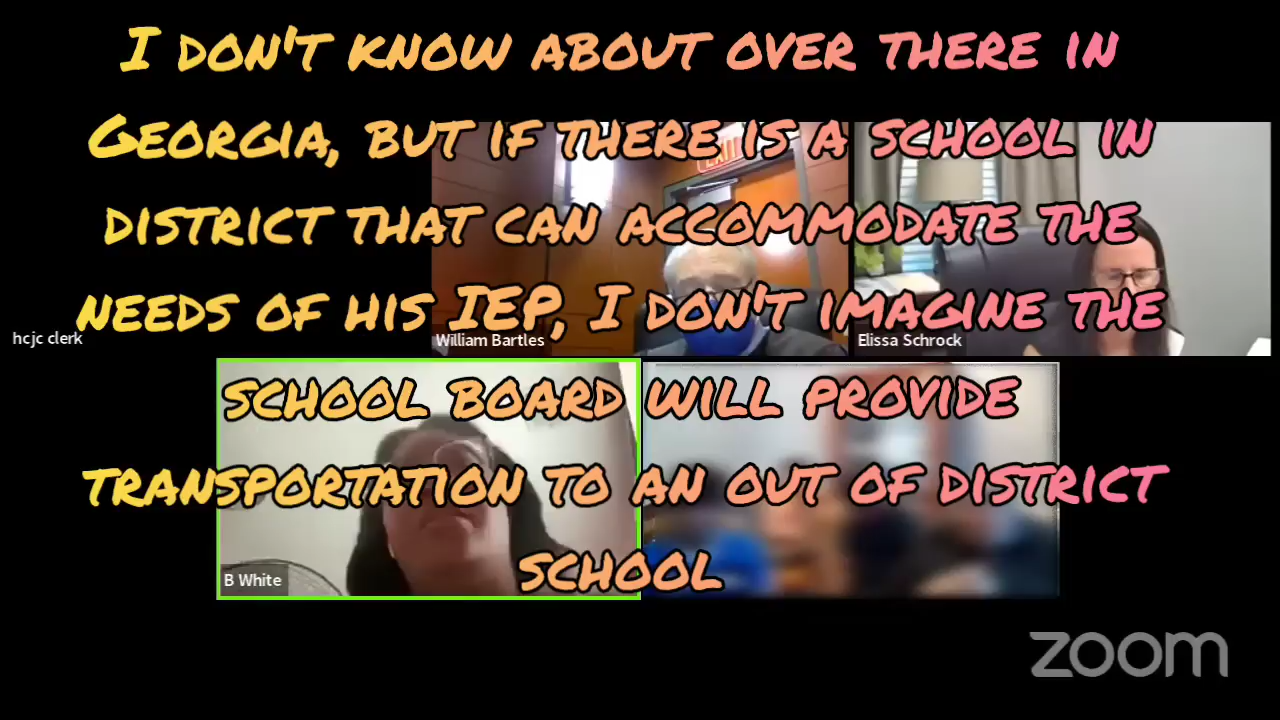 I DON'T KNOW ABOUT OVER THERE IN
GEORGIA, BUT IF THERE IS A SCHOOL IN
DISTRICT THAT CAN ACCOMMODATE THE
NEEDS OF HIS IEP, I DON'T IMAGINE THE
SCHOOL BOARD WILL PROVIDE
TRANSPORTATION TO AN OUT OF DISTRICT
SCHOOL
EXIT
hcjc clerk
William Bartles
Elissa Schrock
B White
zoom